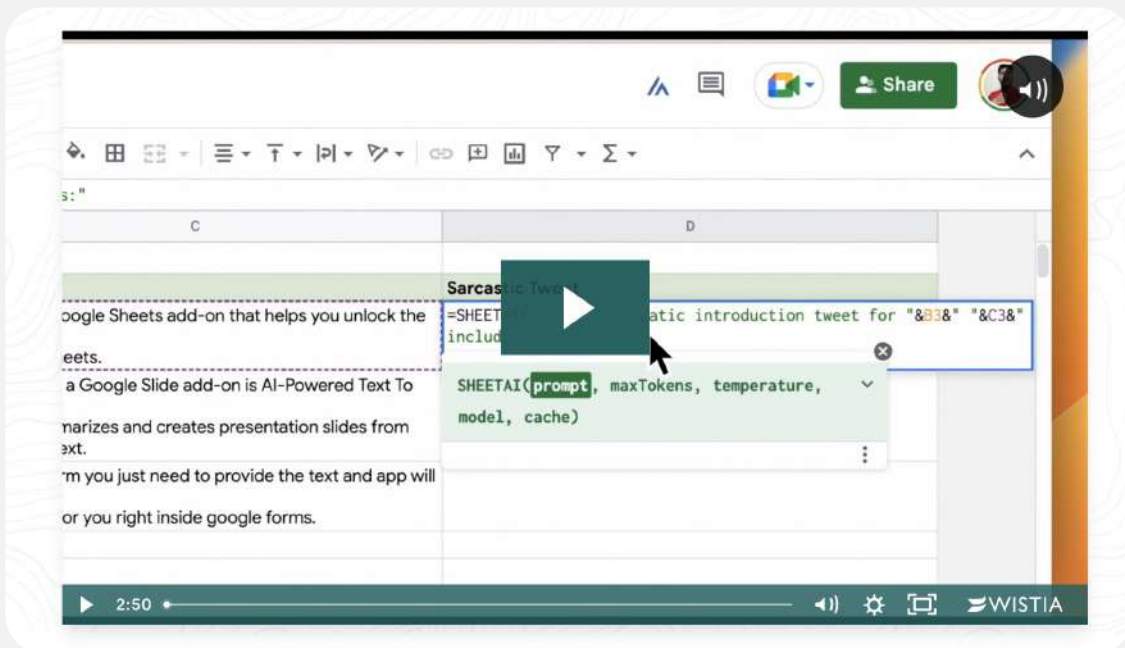 Share
s:"
C
D
Sarcas
oogle Sheets add-on that helps you unlock the
=SHEET atic introduction tweet for "&B3&" "&C3&"
includ
eets.
a Google Slide add-on is AI-Powered Text To
SHEETAI(prompt, maxTokens, temperature,
model, cache)
marizes and creates presentation slides from
ext.
rm you just need to provide the text and app will
or you right inside google forms.
2:50
WISTIA